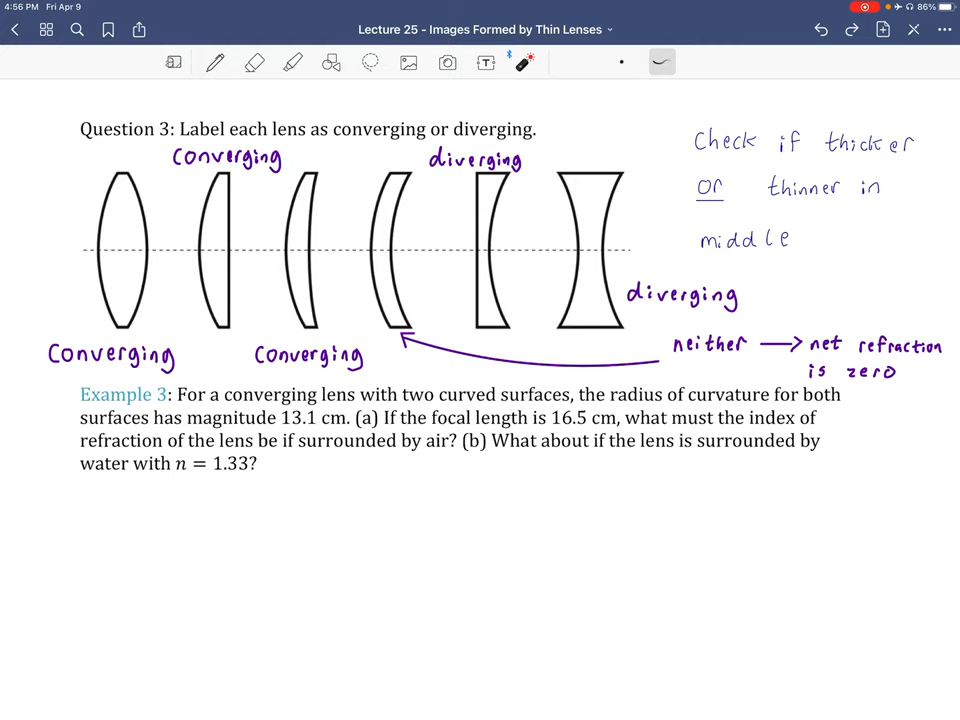 4:56 PM Fri Apr 9
86%
Lecture 25 - Images Formed by Thin Lenses
T
Question 3: Label each lens as converging or diverging.
Converging
diverging
Check if thicker
or thinner in
middle
diverging
Converging
Converging
neither → net refraction
is zero
Example 3: For a converging lens with two curved surfaces, the radius of curvature for both
surfaces has magnitude 13.1 cm. (a) If the focal length is 16.5 cm, what must the index of
refraction of the lens be if surrounded by air? (b) What about if the lens is surrounded by
water with n = 1.33?